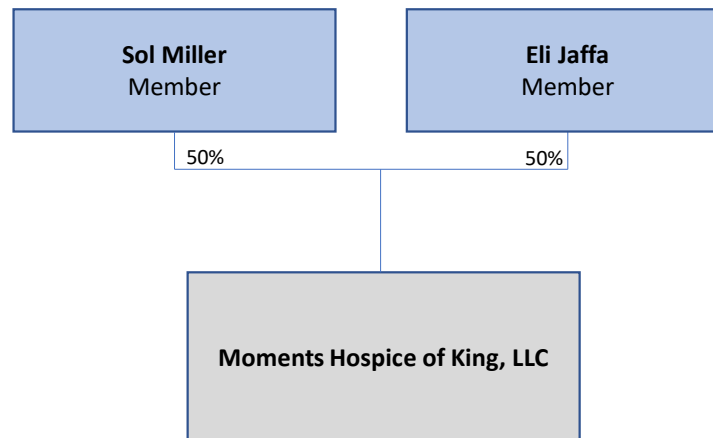 Sol Miller
Member
Eli Jaffa
Member
50%
50%
Moments Hospice of King, LLC